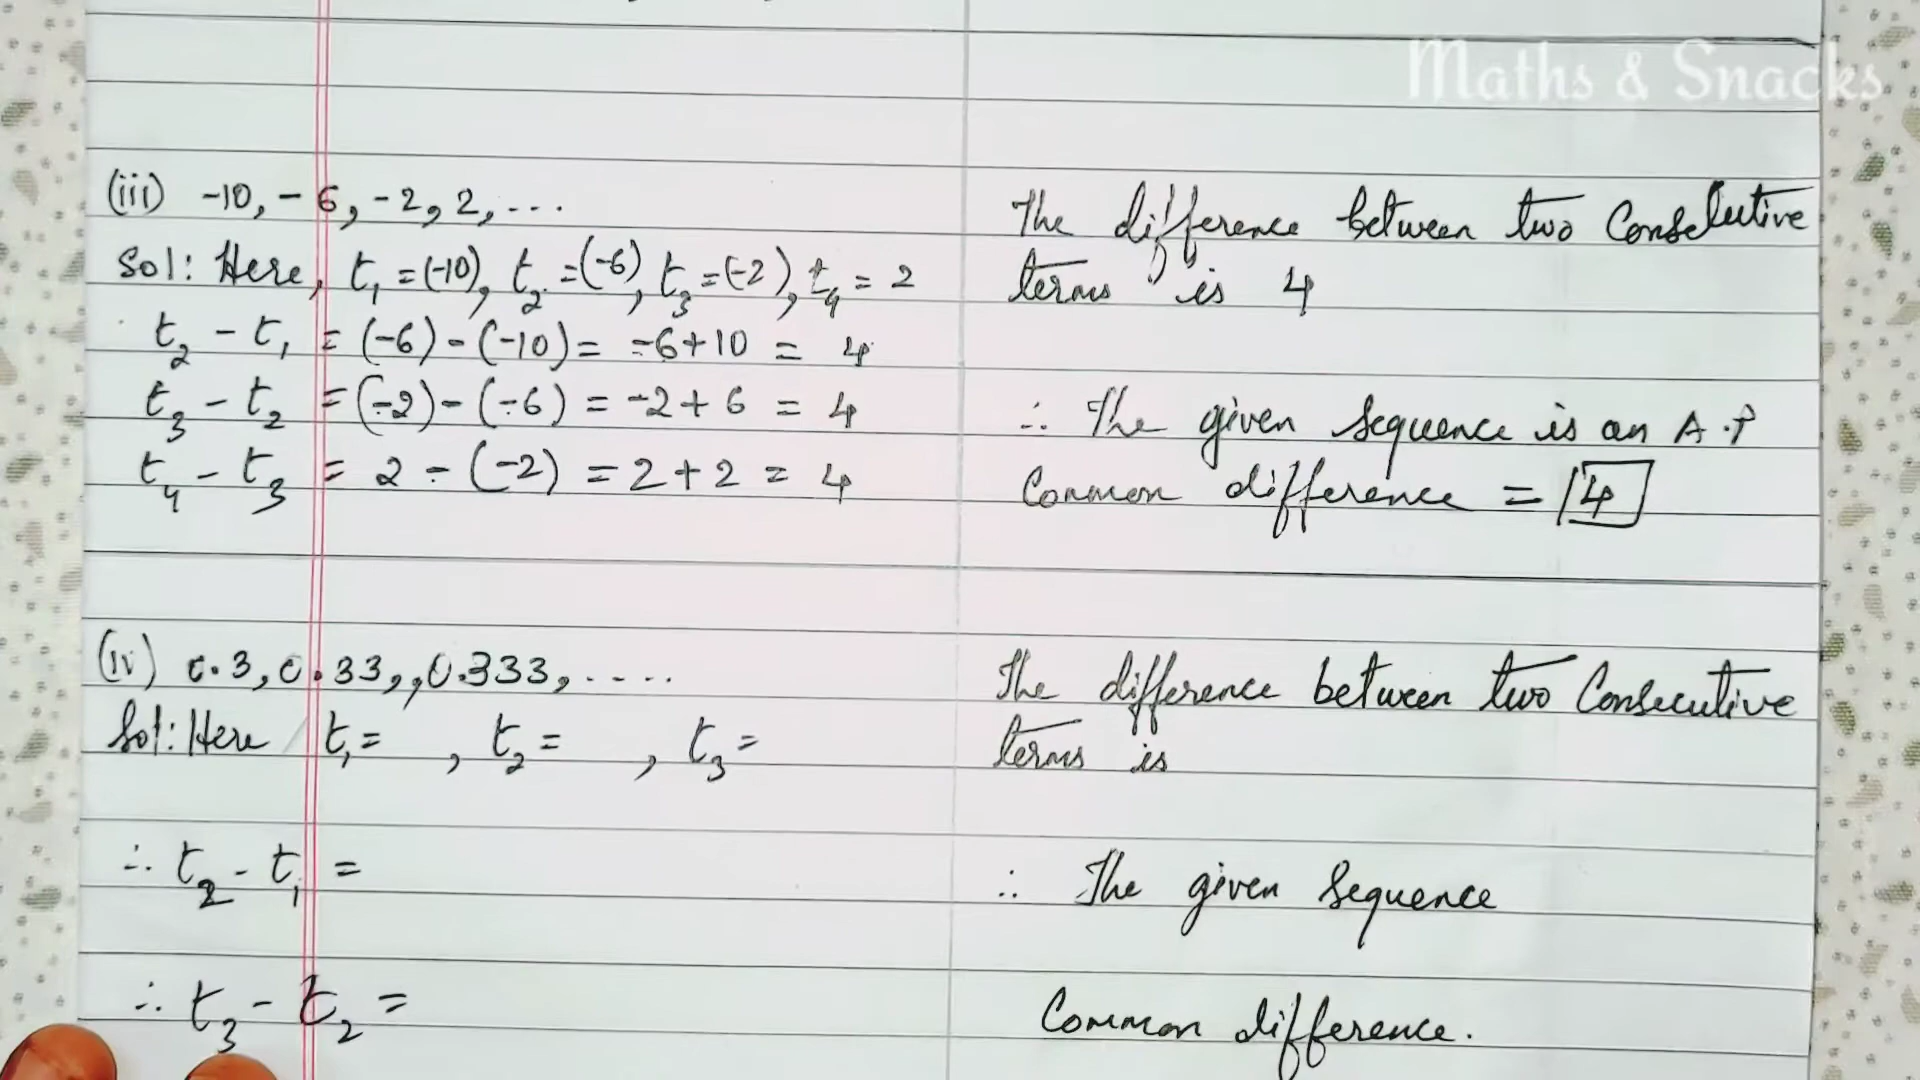 Maths & Snacks
(iii) -10, -6, -2, 2, ...
Sol: Here, t₁ = (-10), t₂ = (-6), t₃ = (-2), t₄ = 2
t₂ - t₁ = (-6) - (-10) = -6 + 10 = 4
t₃ - t₂ = (-2) - (-6) = -2 + 6 = 4
t₄ - t₃ = 2 - (-2) = 2 + 2 = 4
The difference between two Consecutive
terms is 4
∴ The given Sequence is an A.P
Common difference = 4
(iv) 0.3, 0.33,, 0.333, ....
Sol: Here t₁ = , t₂ = , t₃ =
∴ t₂ - t₁ =
∴ t₃ - t₂ =
The difference between two Consecutive
terms is
∴ The given Sequence
Common difference.